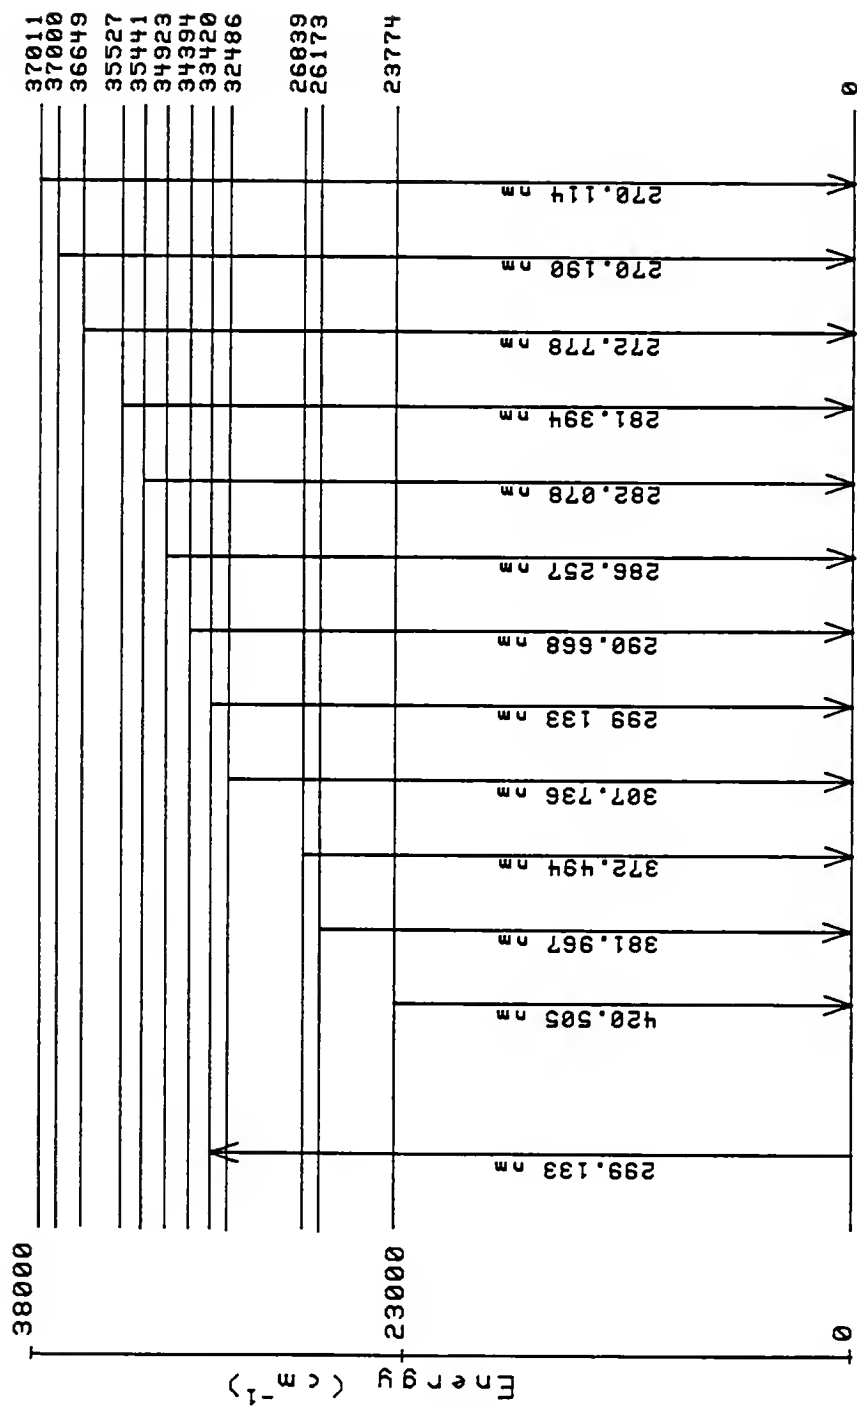 37011
37000
36649
35527
35441
34923
34394
33420
32486
26839
26173
23774
0
270.114 nm
270.190 nm
272.778 nm
281.394 nm
282.078 nm
286.257 nm
290.668 nm
299 133 nm
307.736 nm
372.494 nm
381.967 nm
420.505 nm
299.133 nm
38000
23000
0
Energy (cm⁻¹)